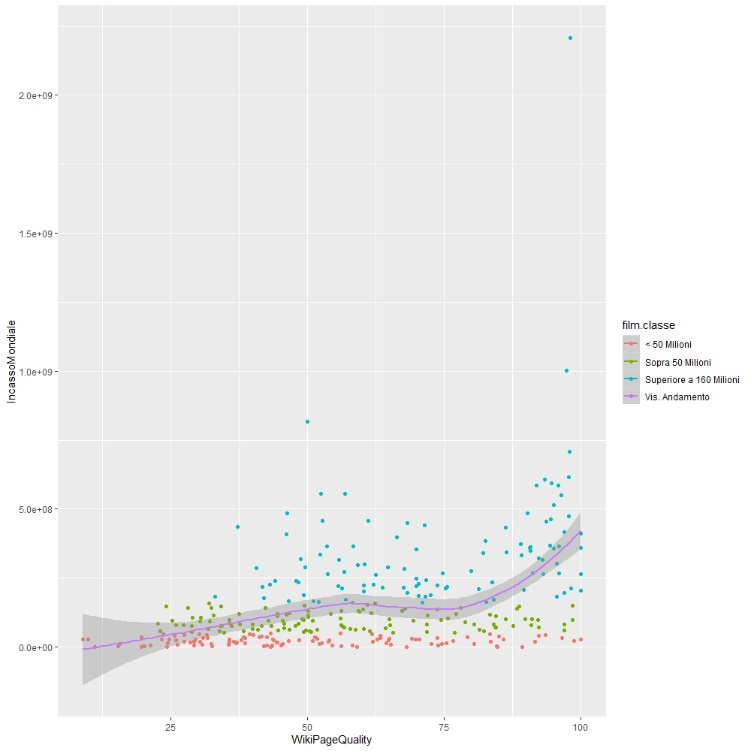 2.0e+09
1.5e+09
1.0e+09
5.0e+08
0.0e+00
IncassoMondiale
25
50
75
100
WikiPageQuality
film.classe
< 50 Milioni
Sopra 50 Milioni
Superiore a 160 Milioni
Vis. Andamento